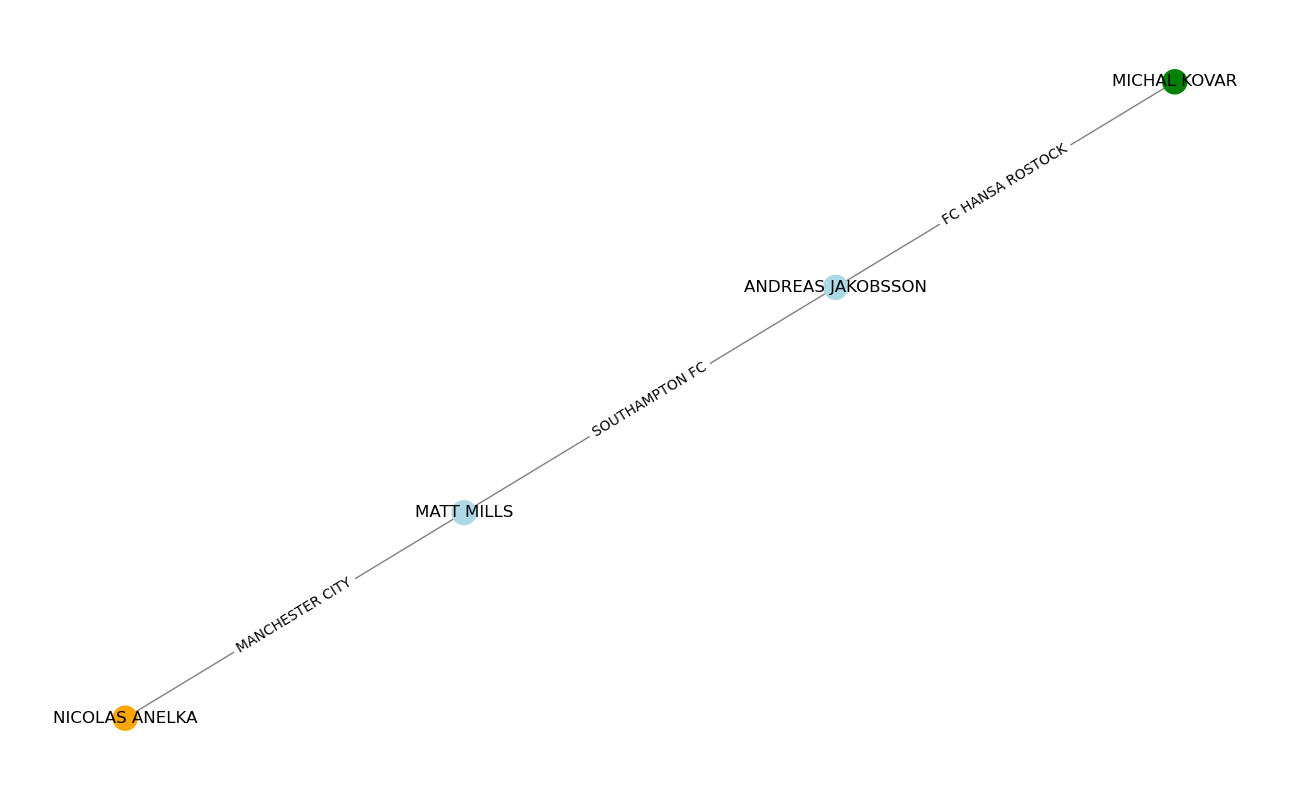 MICHAL KOVAR
FC HANSA ROSTOCK
ANDREAS JAKOBSSON
SOUTHAMPTON FC
MATT MILLS
MANCHESTER CITY
NICOLAS ANELKA